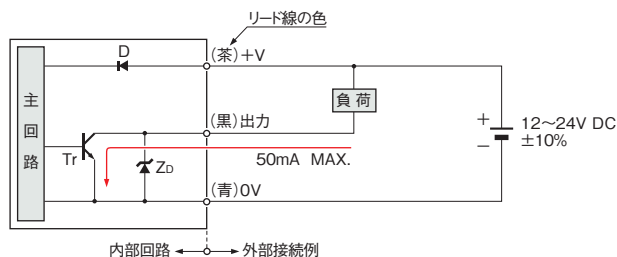 リード線の色
D
(茶)+V
負荷
主回路
(黒)出力
+
12〜24V DC
−
±10%
Tr
ZD
50mA MAX.
(青)0V
内部回路
外部接続例